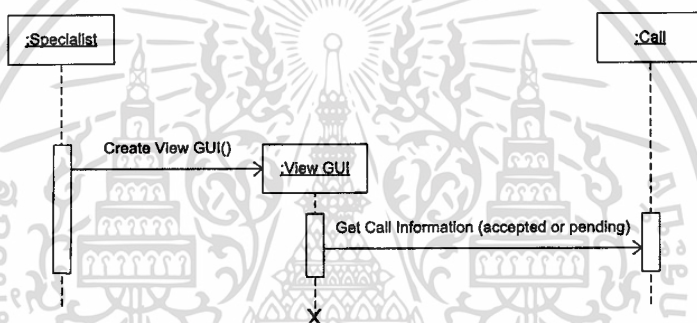 :Specialist
:Call
Create View GUI()
:View GUI
Get Call Information (accepted or pending)
X